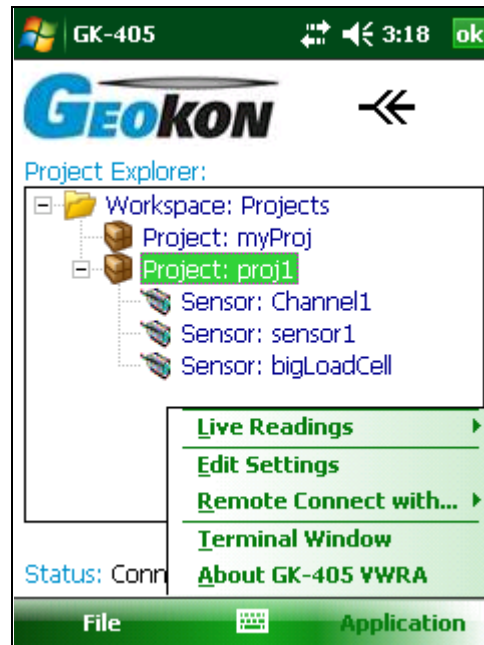 GK-405 3:18 ok
GEOKON
Project Explorer:
Workspace: Projects
Project: myProj
Project: proj1
Sensor: Channel1
Sensor: sensor1
Sensor: bigLoadCell
Live Readings
Edit Settings
Remote Connect with...
Terminal Window
About GK-405 VWRA
Status: Conn
File Application